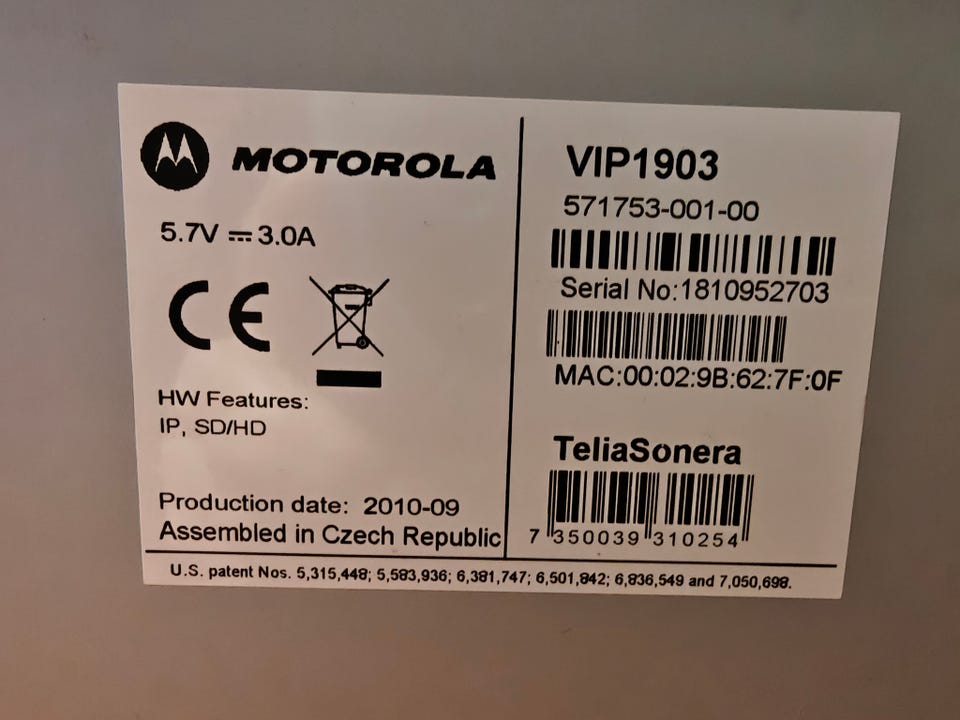 MOTOROLA
5.7V ⎓ 3.0A
CE
HW Features:
IP, SD/HD
Production date: 2010-09
Assembled in Czech Republic
VIP1903
571753-001-00
Serial No:1810952703
MAC:00:02:9B:62:7F:0F
TeliaSonera
7 350039 310254
U.S. patent Nos. 5,315,448; 5,583,936; 6,381,747; 6,501,842; 6,836,549 and 7,050,698.